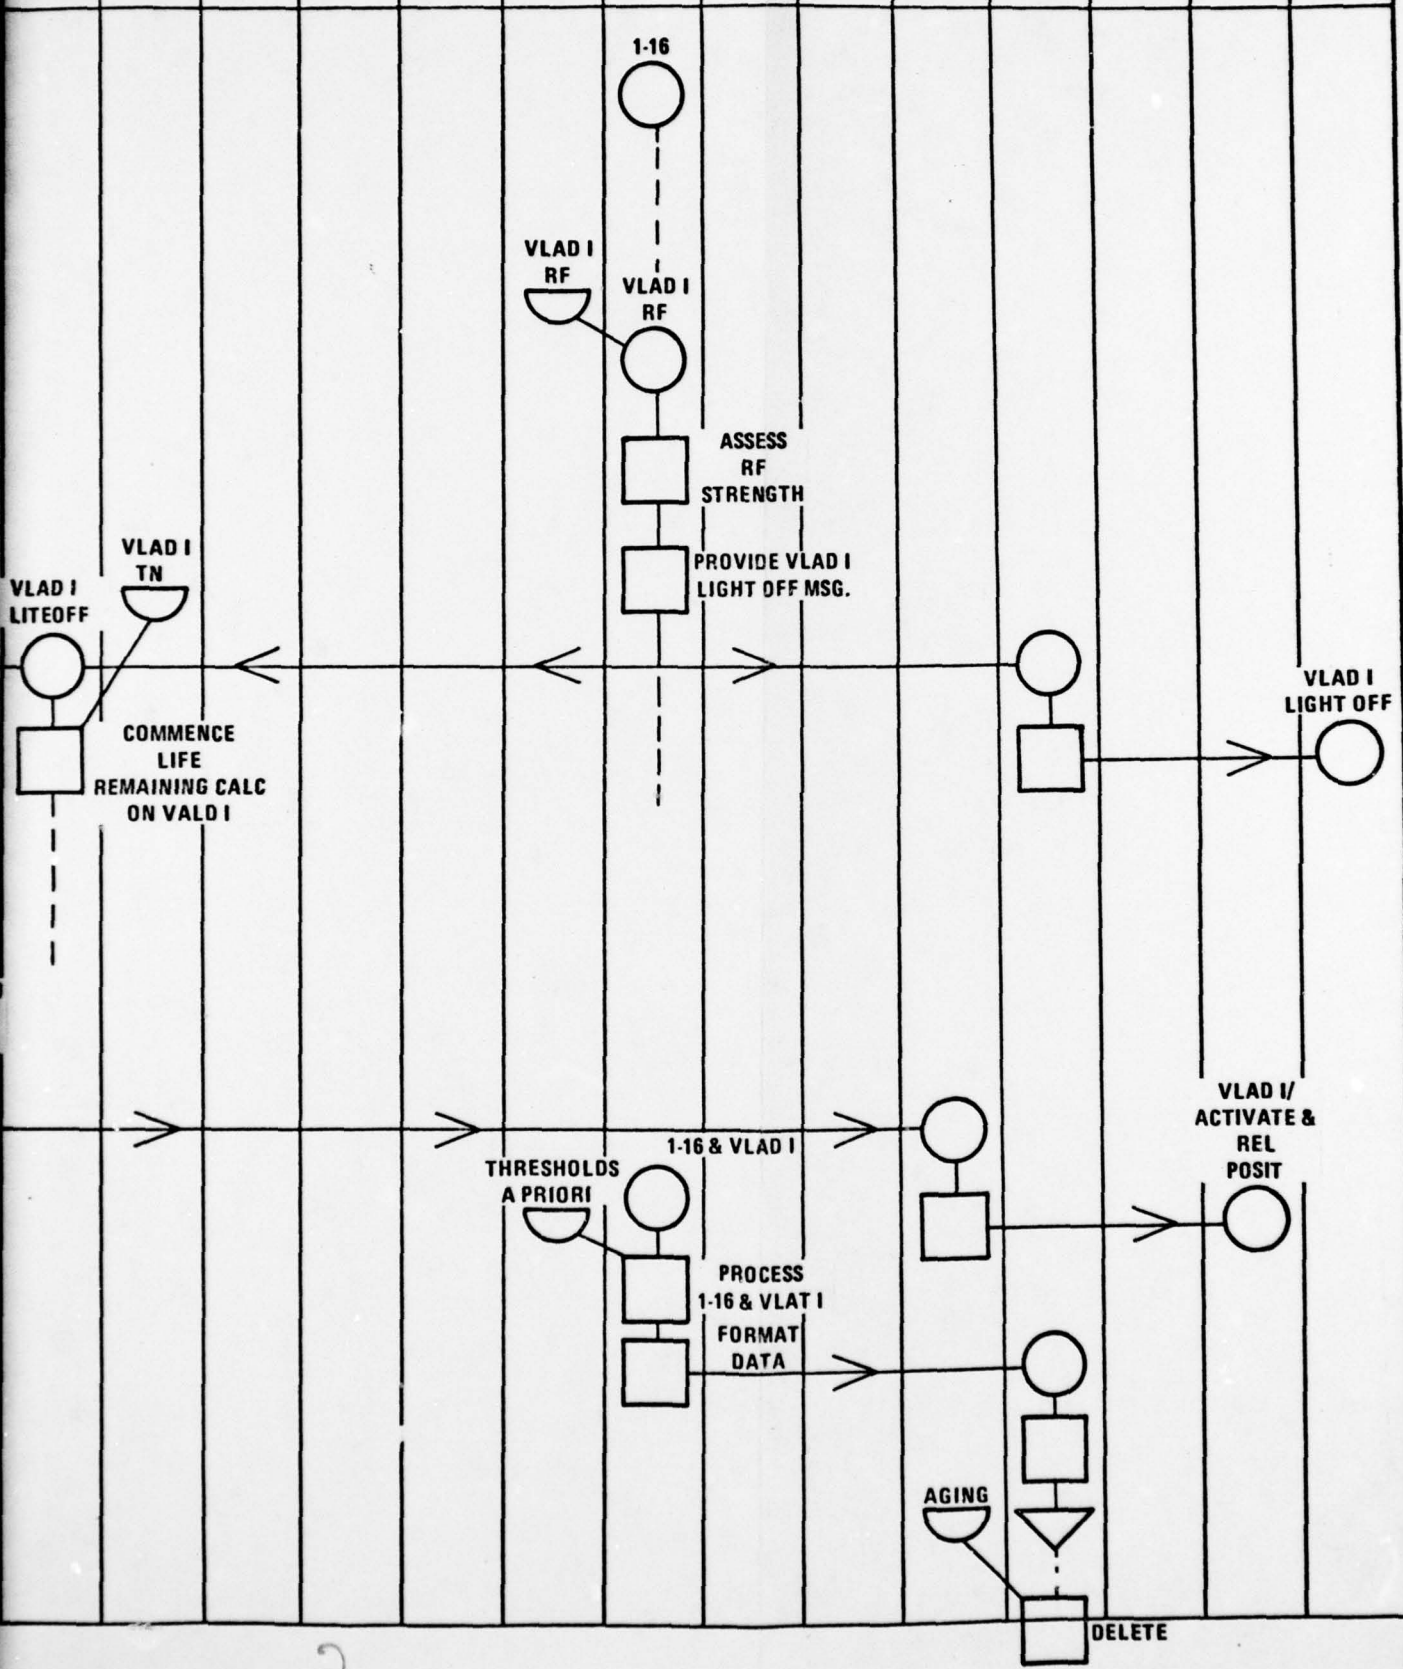 1-16
VLAD I
RF
VLAD I
RF
ASSESS
RF
STRENGTH
VLAD I
TN
PROVIDE VLAD I
LIGHT OFF MSG.
VLAD I
LITEOFF
VLAD I
LIGHT OFF
COMMENCE
LIFE
REMAINING CALC
ON VALD I
VLAD I/
ACTIVATE &
REL
POSIT
1-16 & VLAD I
THRESHOLDS
A PRIORI
PROCESS
1-16 & VLAT I
FORMAT
DATA
AGING
DELETE